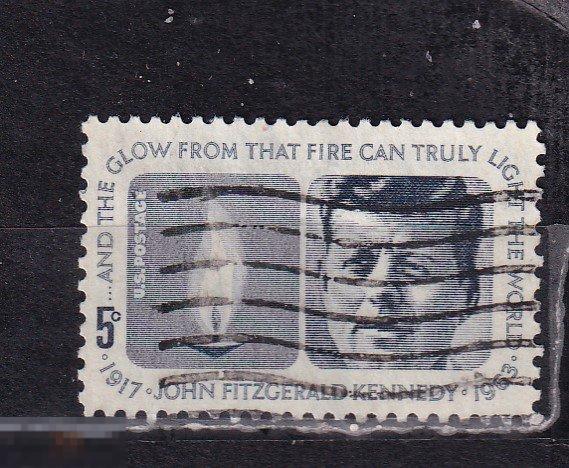 ...AND THE GLOW FROM THAT FIRE CAN TRULY LIGHT THE WORLD.
U.S. POSTAGE
5c
1917 · JOHN FITZGERALD KENNEDY · 1963